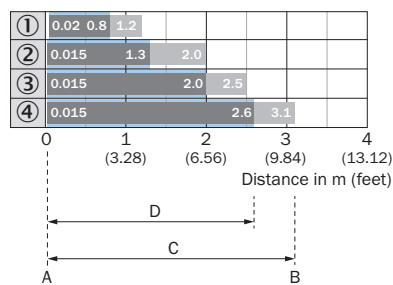 ① 0.02 0.8 1.2
② 0.015 1.3 2.0
③ 0.015 2.0 2.5
④ 0.015 2.6 3.1
0 1 2 3 4
(3.28) (6.56) (9.84) (13.12)
Distance in m (feet)
D
C
A B